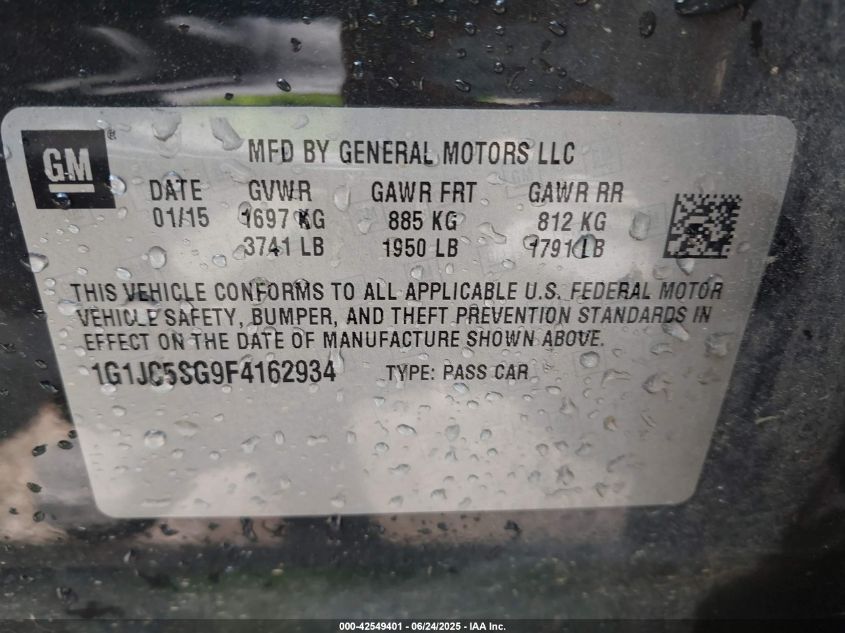 GM®
MFD BY GENERAL MOTORS LLC
DATE GVWR GAWR FRT GAWR RR
01/15 1697 KG 885 KG 812 KG
3741 LB 1950 LB 1791 LB
THIS VEHICLE CONFORMS TO ALL APPLICABLE U.S. FEDERAL MOTOR
VEHICLE SAFETY, BUMPER, AND THEFT PREVENTION STANDARDS IN
EFFECT ON THE DATE OF MANUFACTURE SHOWN ABOVE.
1G1JC5SG9F4162934 TYPE: PASS CAR
000-42549401 - 06/24/2025 - IAA Inc.